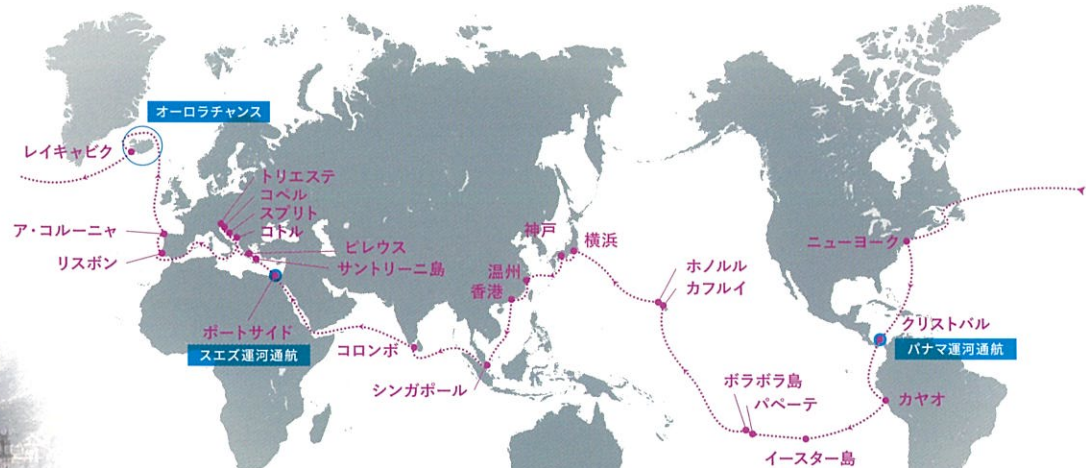 オーロラチャンス
レイキャビク
トリエステ
コペル
スプリト
コトル
ア・コルーニャ
リスボン
ピレウス
サントリーニ島
ポートサイド
スエズ運河通航
コロンボ
シンガポール
香港
温州
神戸
横浜
ホノルル
カフルイ
ボラボラ島
パペーテ
イースター島
カヤオ
クリストバル
パナマ運河通航
ニューヨーク